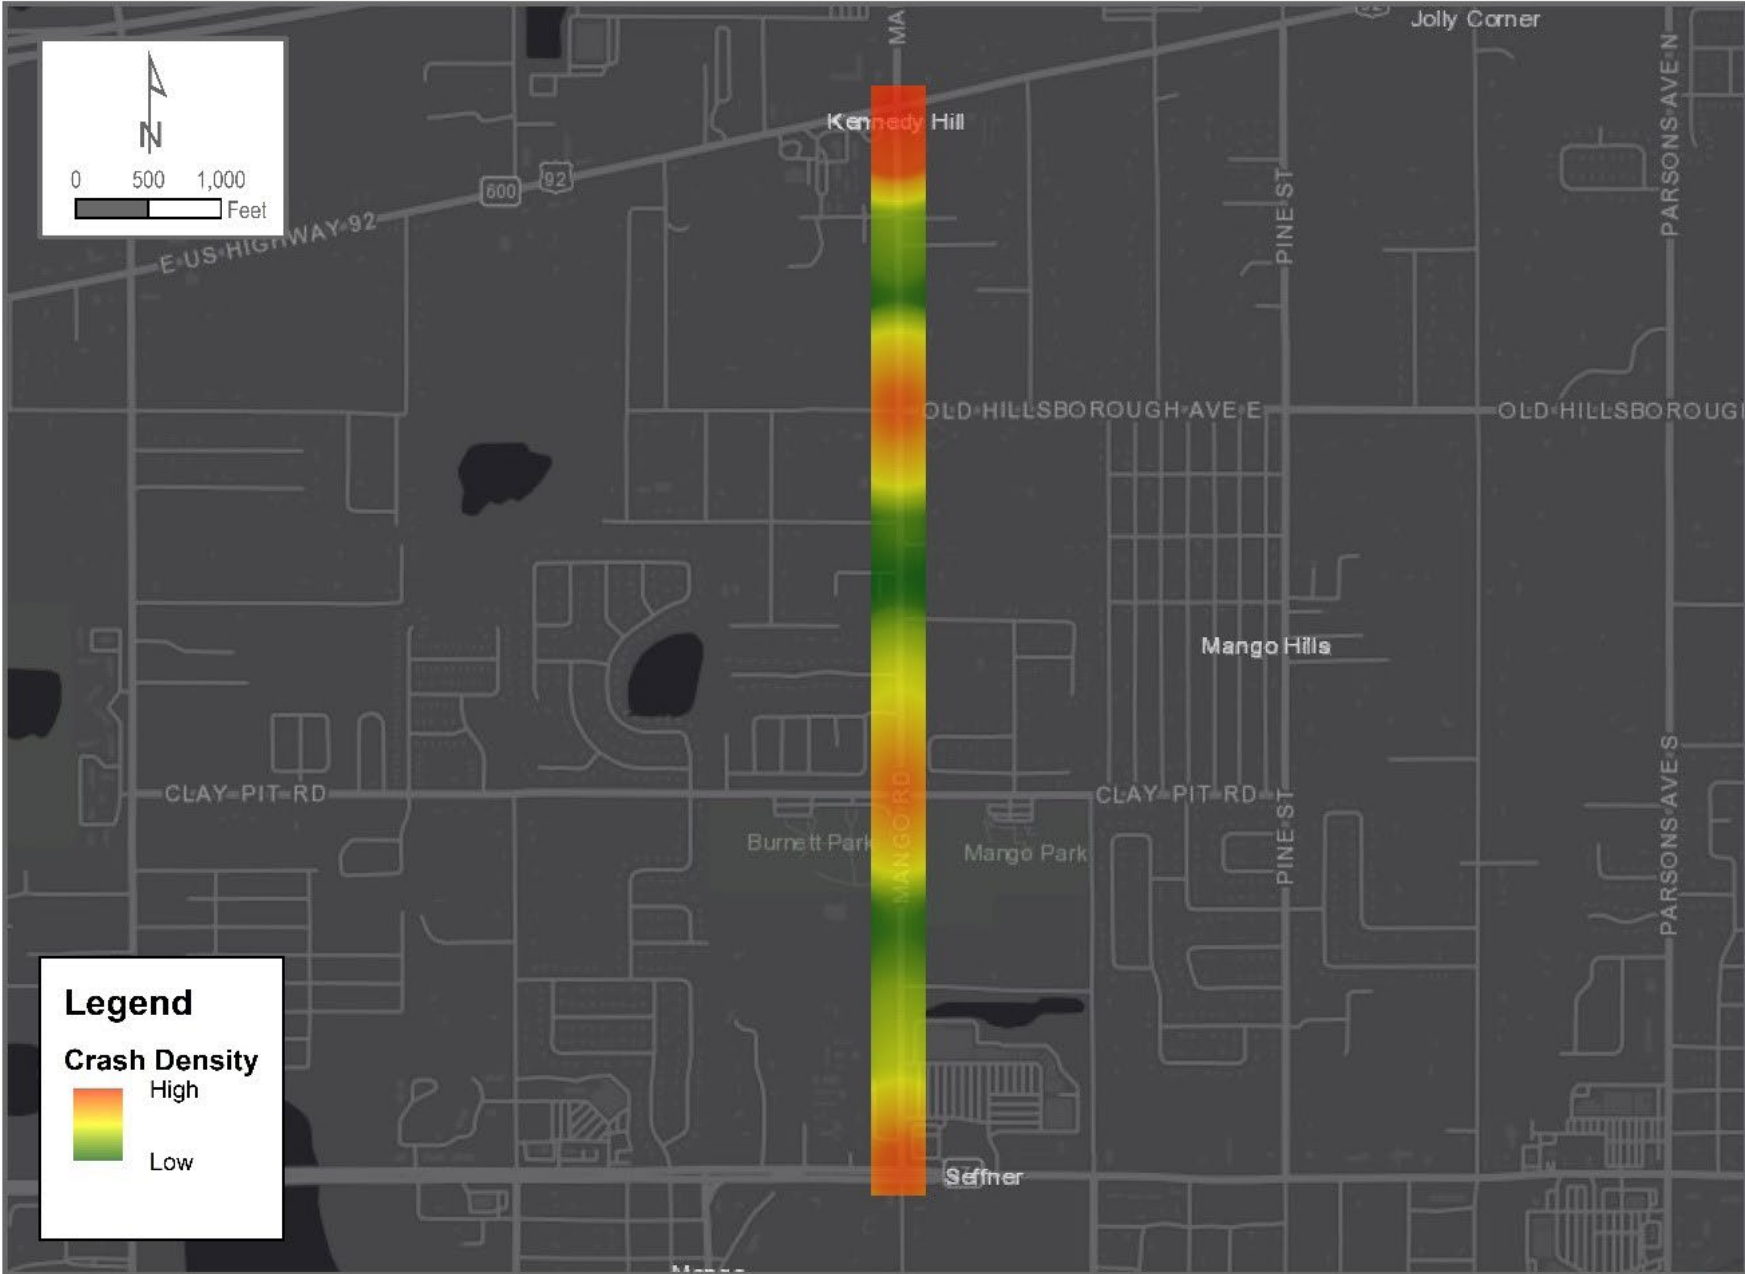 Jolly Corner
MA
N
0 500 1,000
Feet
Kennedy Hill
600
92
E US HIGHWAY 92
PINE ST
PARSONS AVE N
OLD HILLSBOROUGH AVE E
OLD HILLSBOROUG
Mango Hills
CLAY PIT RD
CLAY PIT RD
MANGO RD
Burnett Park
Mango Park
PINE ST
PARSONS AVE S
Legend
Crash Density
High
Low
Seffner
Mango